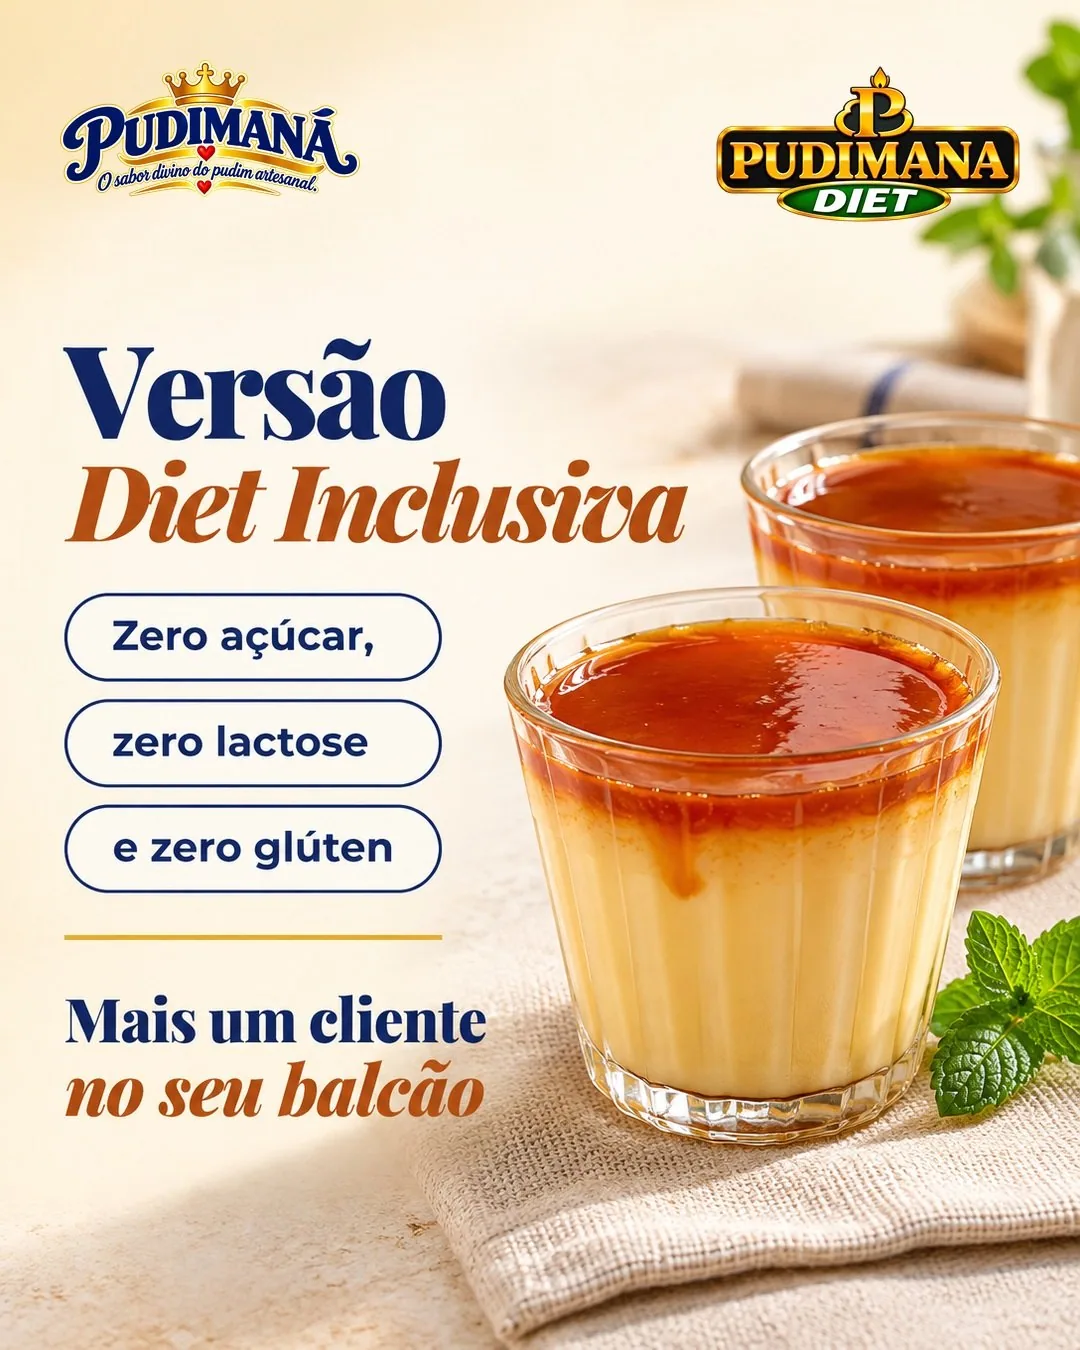 PUDIMANÁ
O sabor divino do pudim artesanal.
P
PUDIMANA
DIET
Versão
Diet Inclusiva
Zero açúcar,
zero lactose
e zero glúten
Mais um cliente
no seu balcão